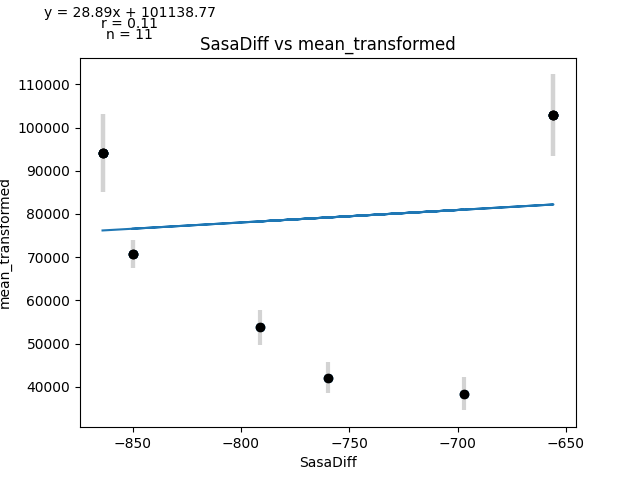 y = 28.89x + 101138.77
r = 0.11
n = 11
SasaDiff vs mean_transformed
110000
100000
90000
80000
70000
60000
50000
40000
mean_transformed
−850
−800
−750
−700
−650
SasaDiff